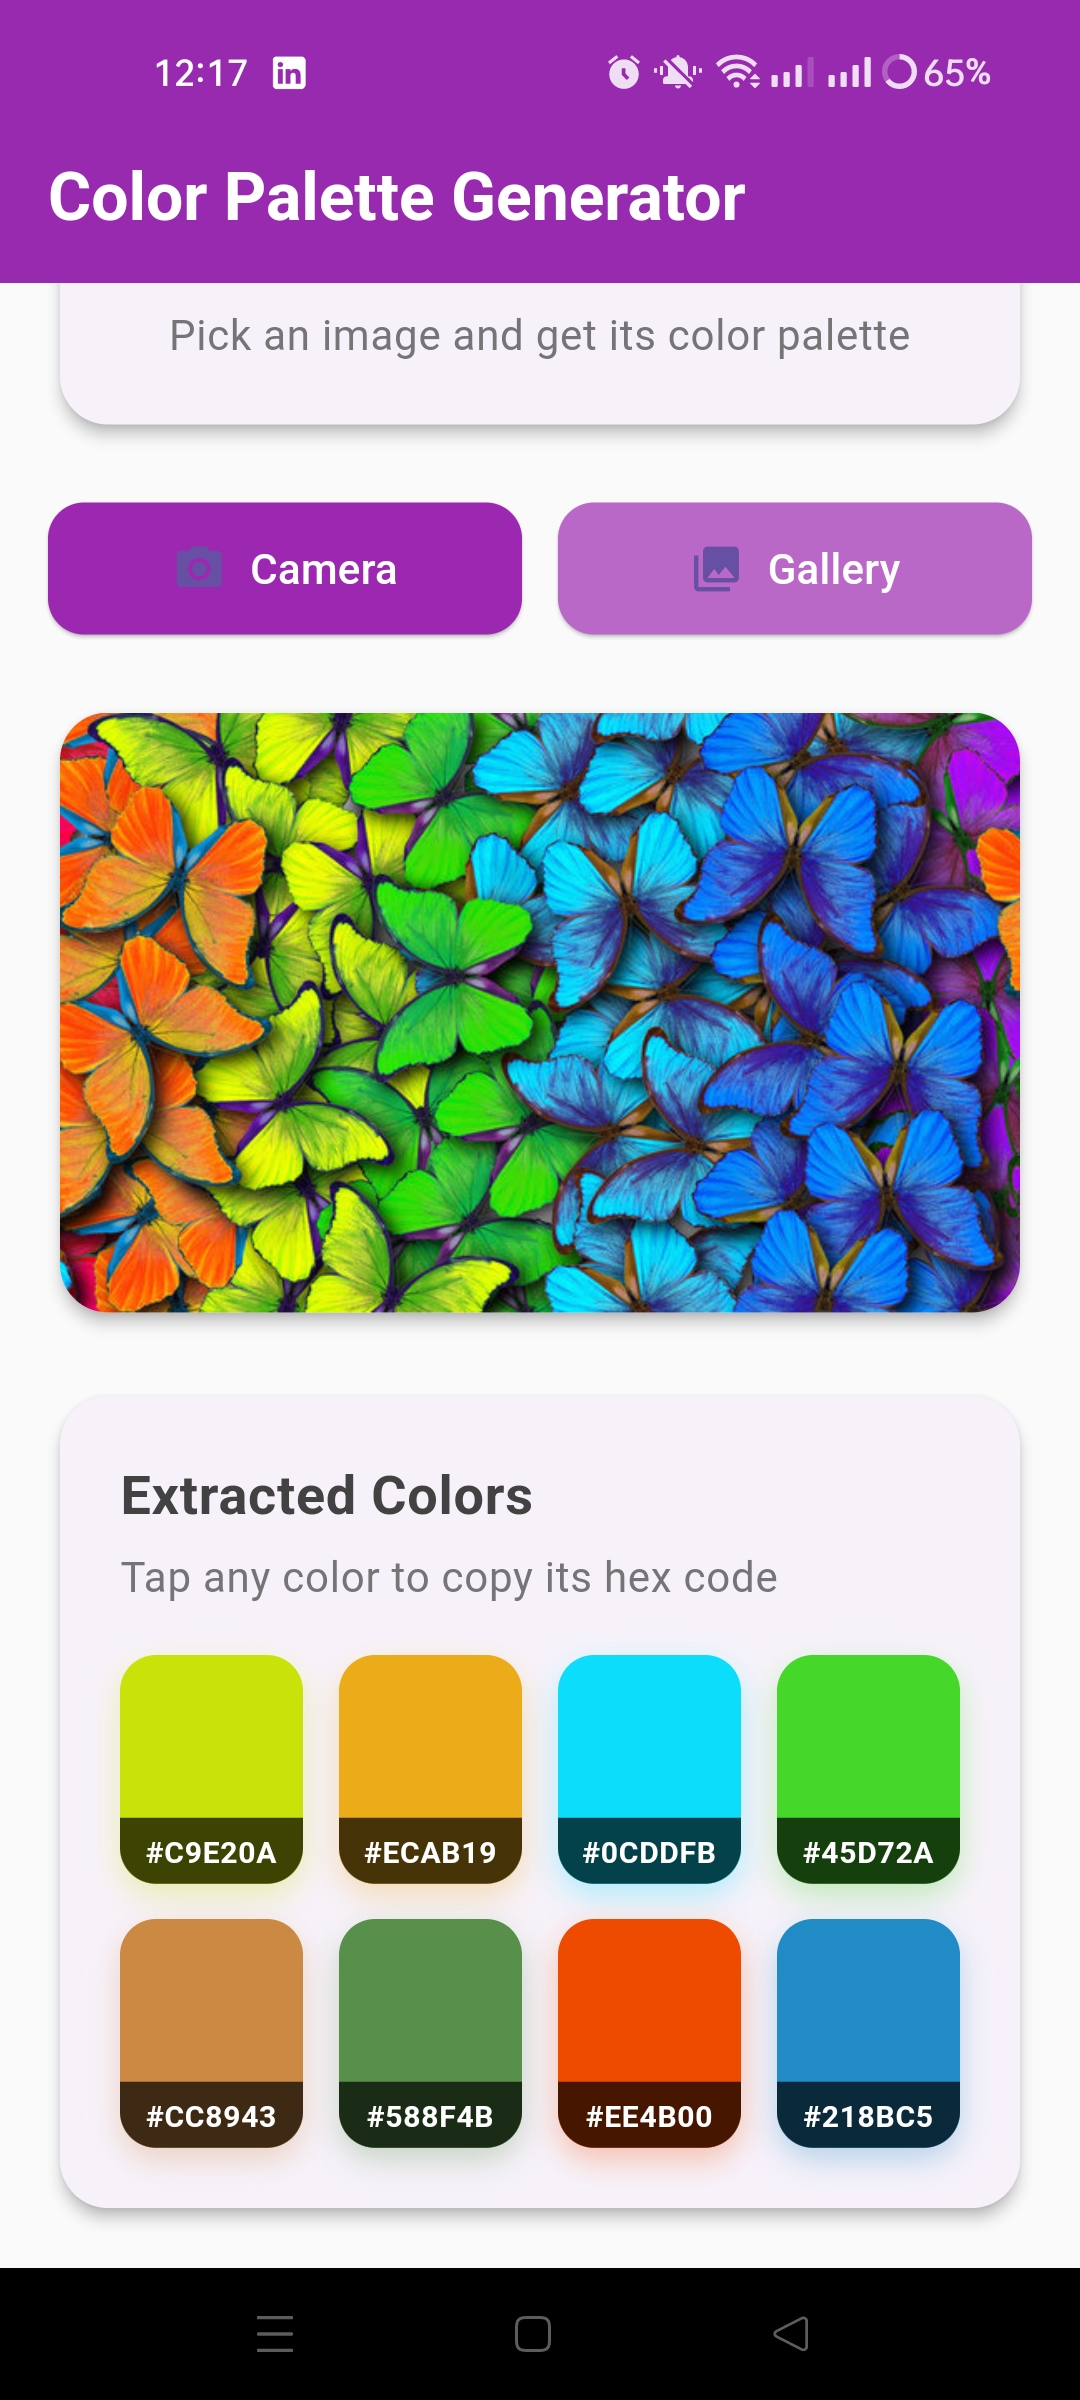 12:17 in 65%
Color Palette Generator
Pick an image and get its color palette
Camera
Gallery
Extracted Colors
Tap any color to copy its hex code
#C9E20A #ECAB19 #0CDDFB #45D72A
#CC8943 #588F4B #EE4B00 #218BC5